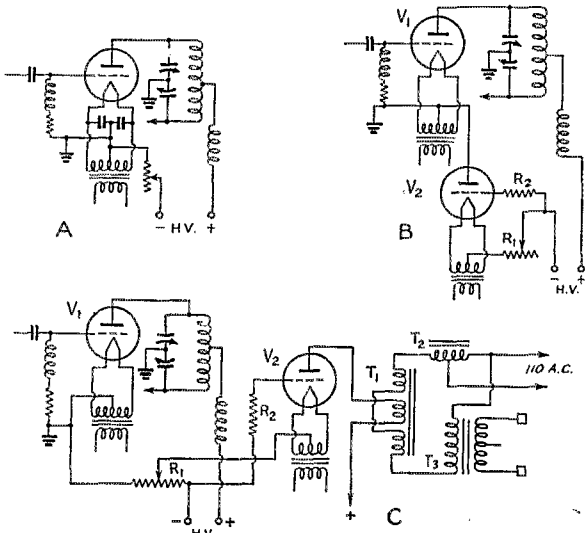 A
− H.V. +
V₁
V₂
R₂
R₁
B
−
+
H.V.
V₁
V₂
R₂
R₁
−
+
H.V.
T₁
T₂
110 A.C.
T₃
+
C